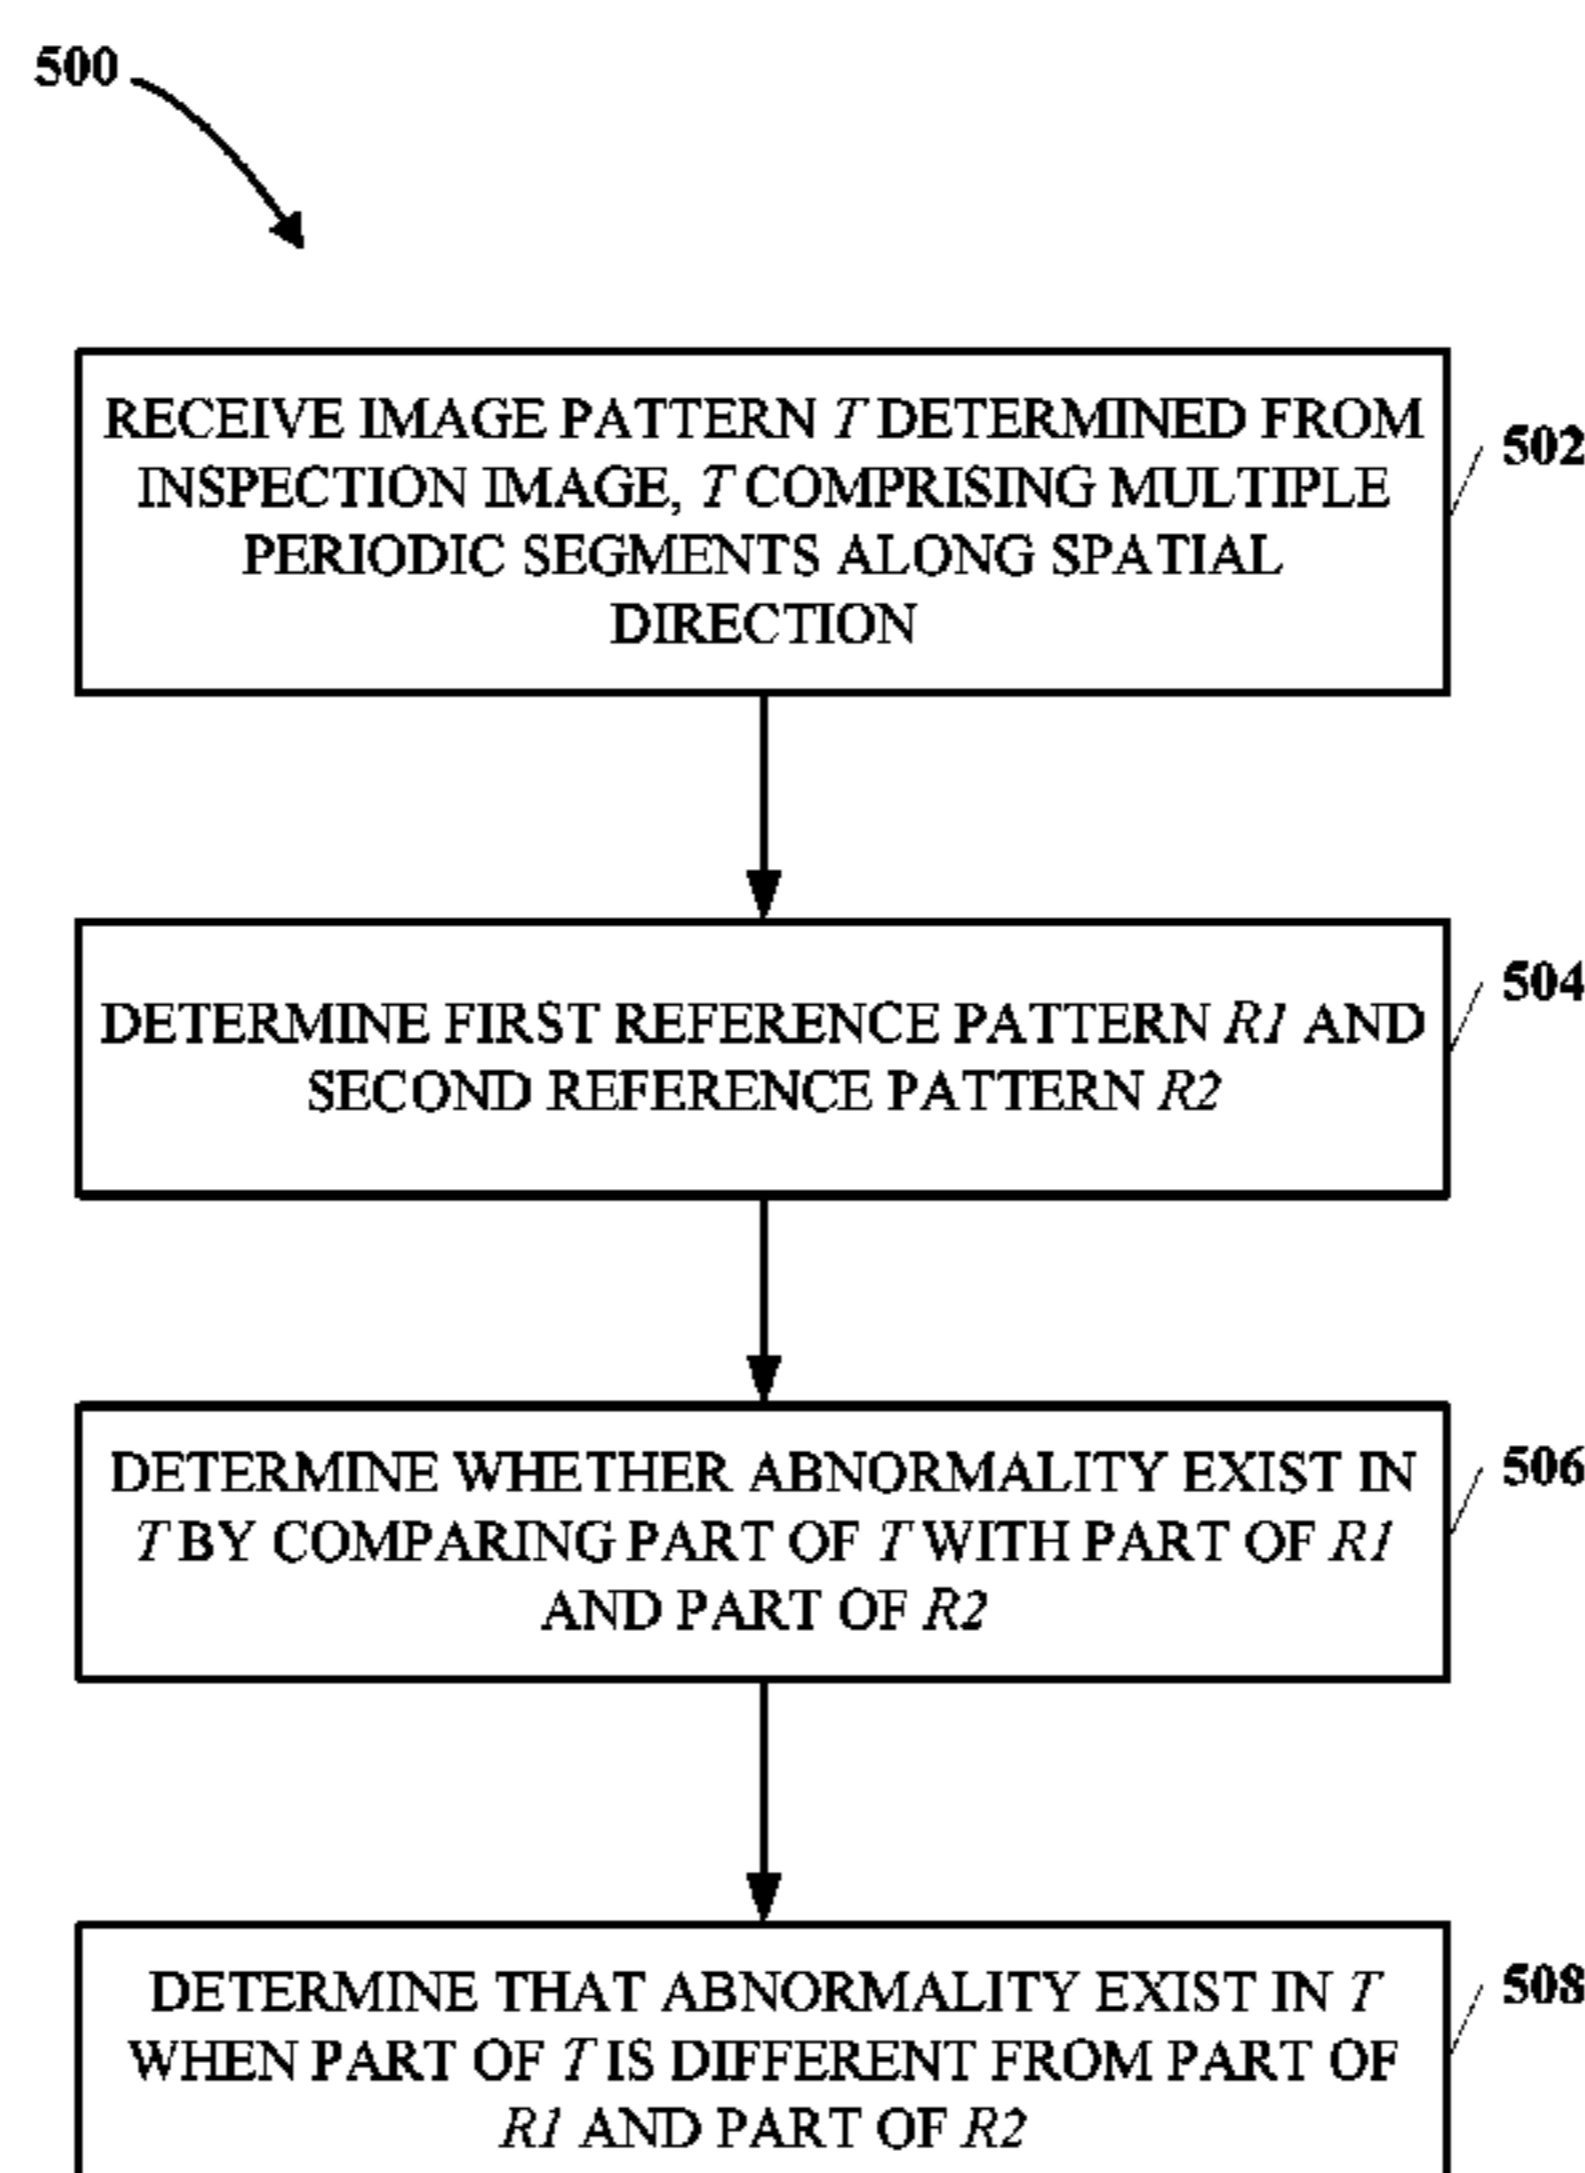 500
RECEIVE IMAGE PATTERN T DETERMINED FROM
INSPECTION IMAGE, T COMPRISING MULTIPLE
PERIODIC SEGMENTS ALONG SPATIAL
DIRECTION
502
DETERMINE FIRST REFERENCE PATTERN R1 AND
SECOND REFERENCE PATTERN R2
504
DETERMINE WHETHER ABNORMALITY EXIST IN
T BY COMPARING PART OF T WITH PART OF R1
AND PART OF R2
506
DETERMINE THAT ABNORMALITY EXIST IN T
WHEN PART OF T IS DIFFERENT FROM PART OF
R1 AND PART OF R2
508